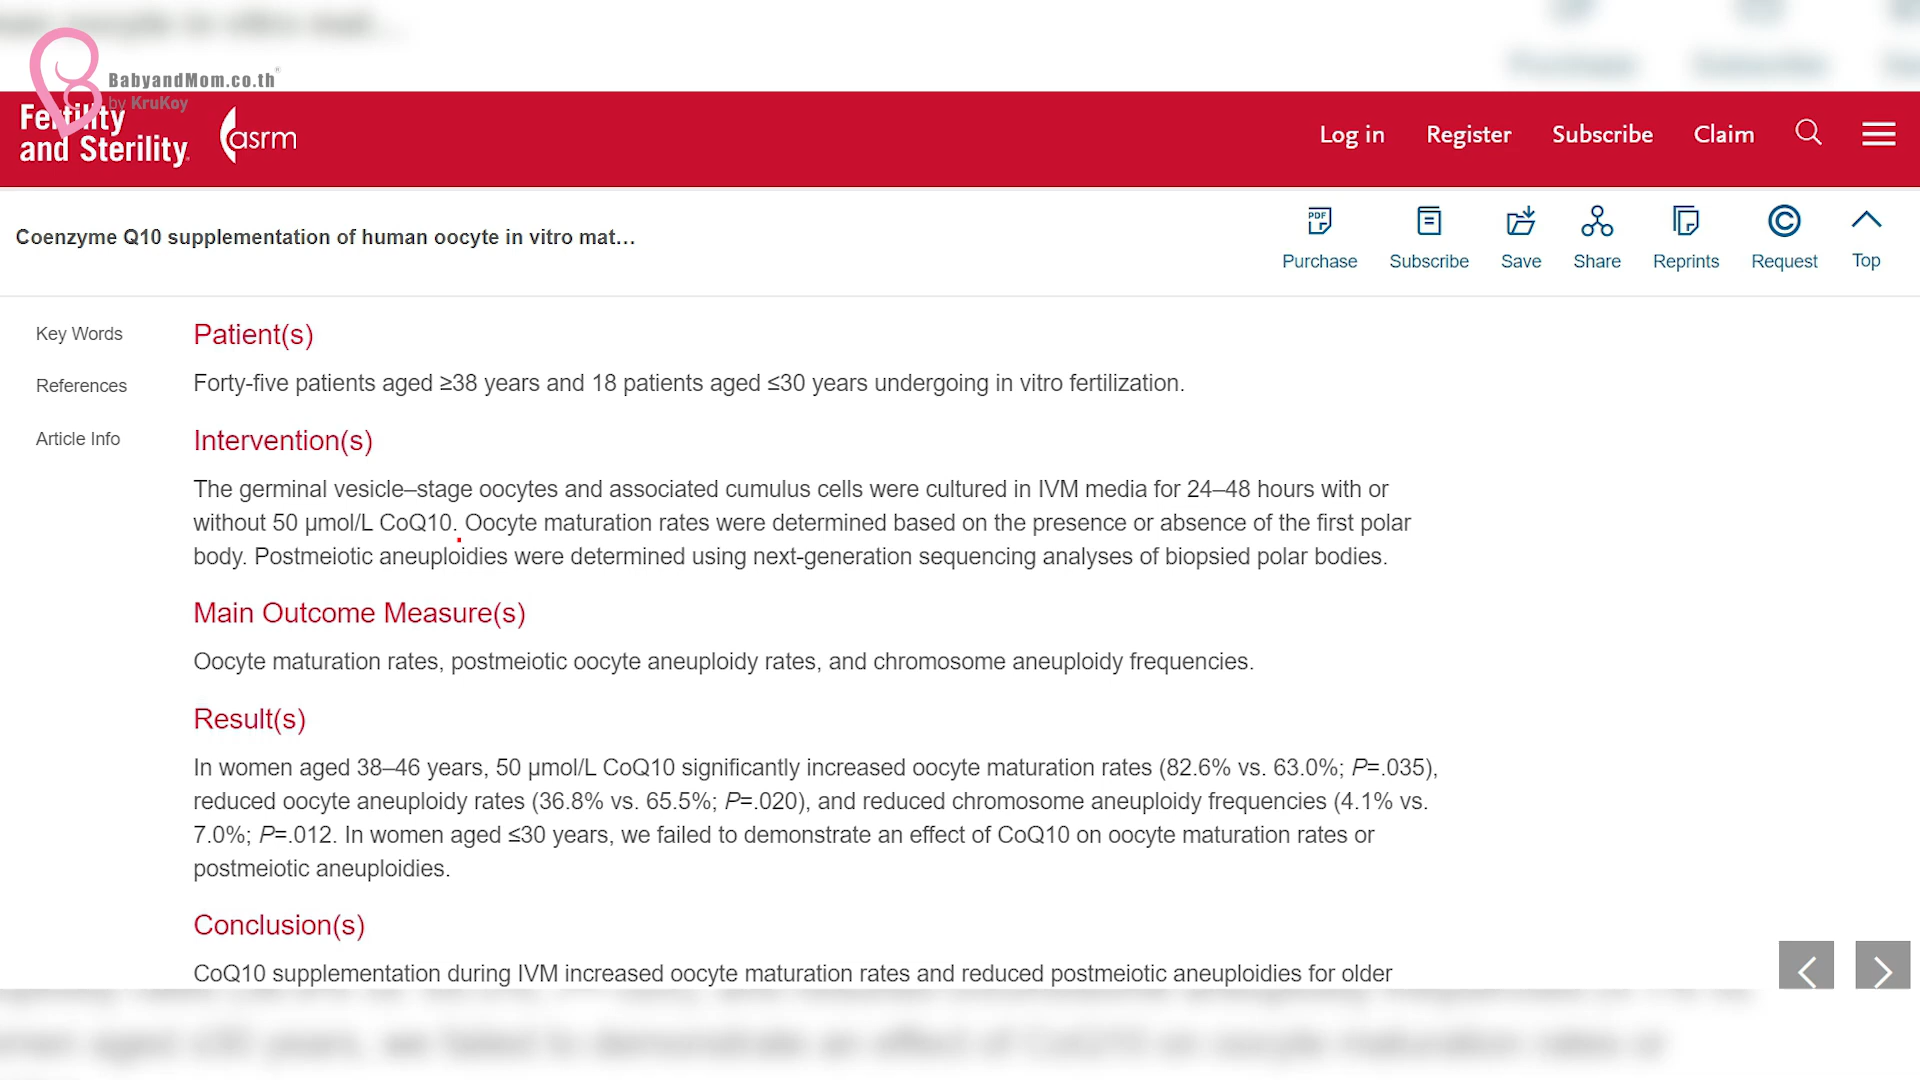 BabyandMom.co.th
by KruKoy
Fertility
and Sterility
asrm
Log in
Register
Subscribe
Claim
Coenzyme Q10 supplementation of human oocyte in vitro mat...
PDF
Purchase
Subscribe
Save
Share
Reprints
Request
Top
Key Words
References
Article Info
Patient(s)
Forty-five patients aged ≥38 years and 18 patients aged ≤30 years undergoing in vitro fertilization.
Intervention(s)
The germinal vesicle–stage oocytes and associated cumulus cells were cultured in IVM media for 24–48 hours with or
without 50 μmol/L CoQ10. Oocyte maturation rates were determined based on the presence or absence of the first polar
body. Postmeiotic aneuploidies were determined using next-generation sequencing analyses of biopsied polar bodies.
Main Outcome Measure(s)
Oocyte maturation rates, postmeiotic oocyte aneuploidy rates, and chromosome aneuploidy frequencies.
Result(s)
In women aged 38–46 years, 50 μmol/L CoQ10 significantly increased oocyte maturation rates (82.6% vs. 63.0%; P=.035),
reduced oocyte aneuploidy rates (36.8% vs. 65.5%; P=.020), and reduced chromosome aneuploidy frequencies (4.1% vs.
7.0%; P=.012. In women aged ≤30 years, we failed to demonstrate an effect of CoQ10 on oocyte maturation rates or
postmeiotic aneuploidies.
Conclusion(s)
CoQ10 supplementation during IVM increased oocyte maturation rates and reduced postmeiotic aneuploidies for older